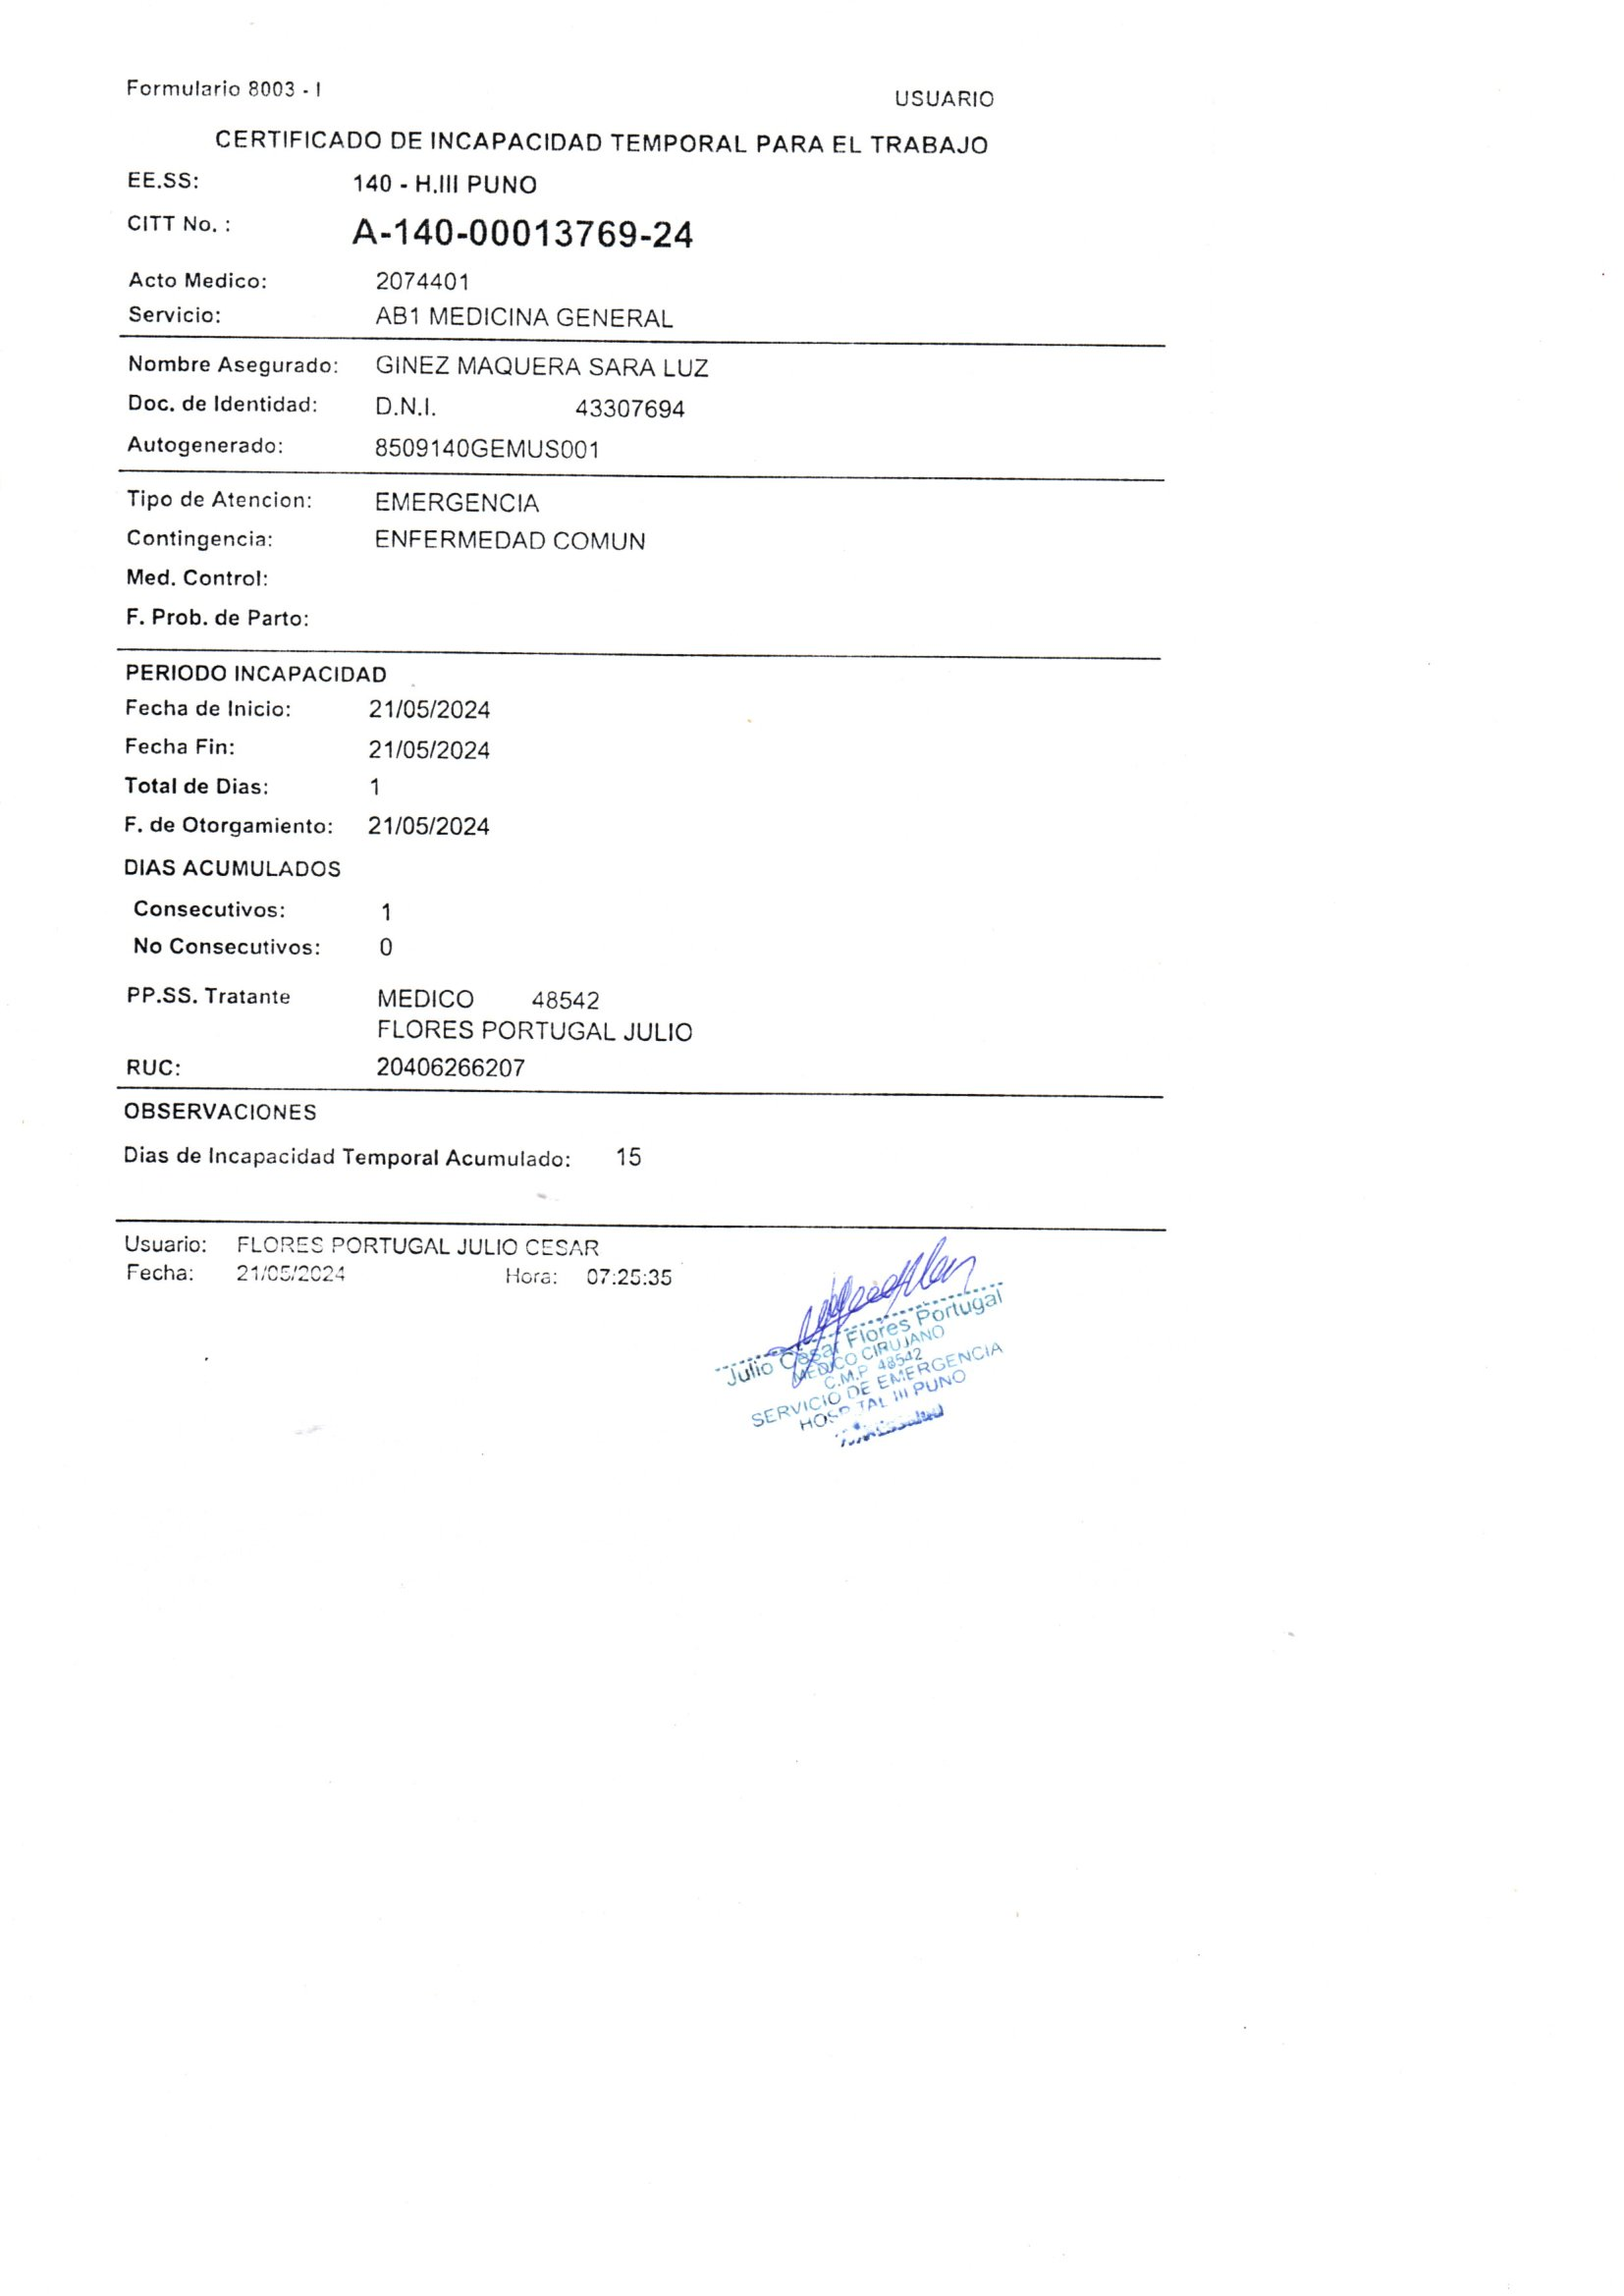 Formulario 8003 - I
USUARIO
CERTIFICADO DE INCAPACIDAD TEMPORAL PARA EL TRABAJO
EE.SS: 140 - H.III PUNO
CITT No. : A-140-00013769-24
Acto Medico: 2074401
Servicio: AB1 MEDICINA GENERAL
Nombre Asegurado: GINEZ MAQUERA SARA LUZ
Doc. de Identidad: D.N.I. 43307694
Autogenerado: 8509140GEMUS001
Tipo de Atencion: EMERGENCIA
Contingencia: ENFERMEDAD COMUN
Med. Control:
F. Prob. de Parto:
PERIODO INCAPACIDAD
Fecha de Inicio: 21/05/2024
Fecha Fin: 21/05/2024
Total de Dias: 1
F. de Otorgamiento: 21/05/2024
DIAS ACUMULADOS
Consecutivos: 1
No Consecutivos: 0
PP.SS. Tratante MEDICO 48542
FLORES PORTUGAL JULIO
RUC: 20406266207
OBSERVACIONES
Dias de Incapacidad Temporal Acumulado: 15
Usuario: FLORES PORTUGAL JULIO CESAR
Fecha: 21/05/2024 Hora: 07:25:35
Julio Cesar Flores Portugal
MEDICO CIRUJANO
C.M.P 48542
SERVICIO DE EMERGENCIA
HOSPITAL III PUNO